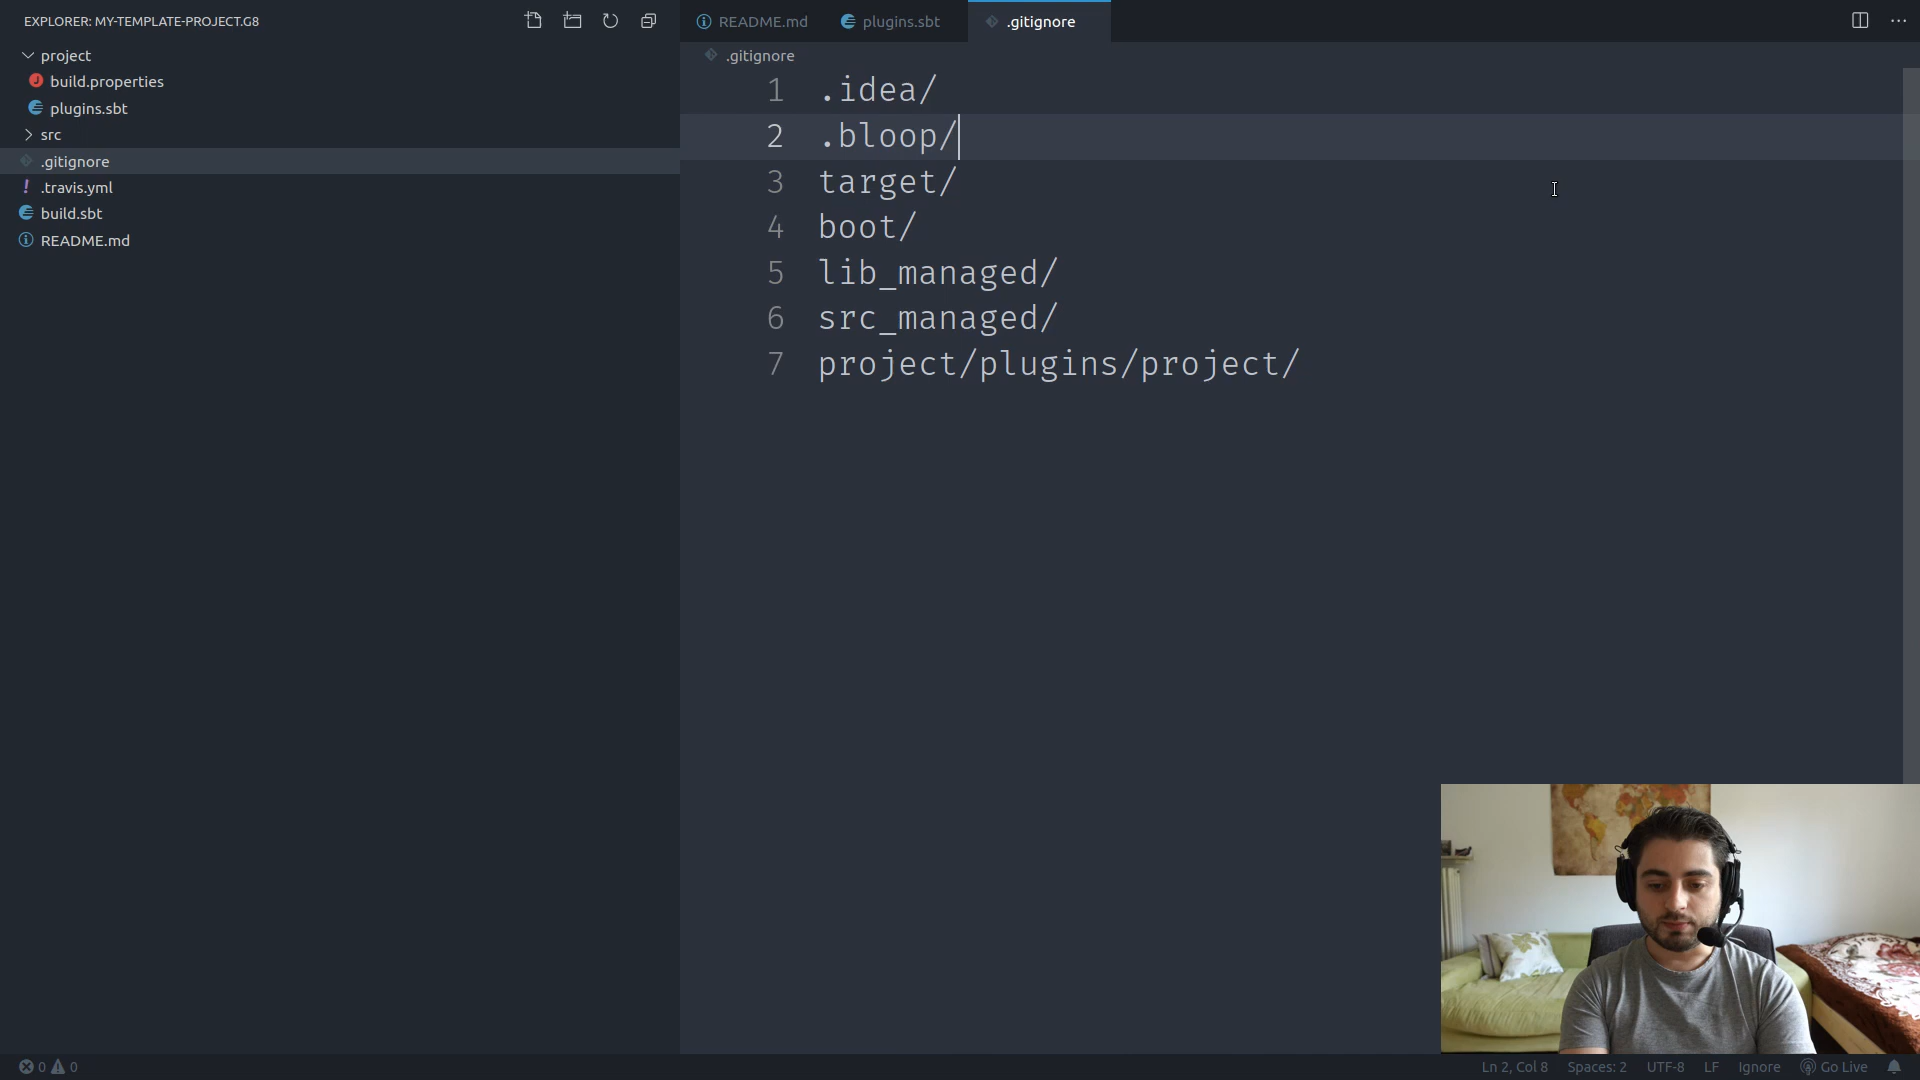 EXPLORER: MY-TEMPLATE-PROJECT.G8
project
build.properties
plugins.sbt
src
.gitignore
.travis.yml
build.sbt
README.md
README.md
plugins.sbt
.gitignore
.gitignore
1 .idea/
2 .bloop/
3 target/
4 boot/
5 lib_managed/
6 src_managed/
7 project/plugins/project/
0 0
Ln 2, Col 8
Spaces: 2
UTF-8
LF
Ignore
Go Live